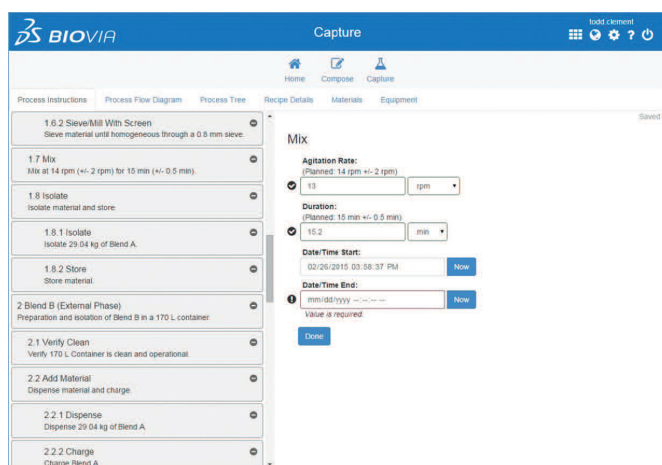 3S BIOVIA
Capture
todd.clement
Home
Compose
Capture
Process Instructions
Process Flow Diagram
Process Tree
Recipe Details
Materials
Equipment
Saved
1.6.2 Sieve/Mill With Screen
Sieve material until homogeneous through a 0.8 mm sieve.
1.7 Mix
Mix at 14 rpm (+/- 2 rpm) for 15 min (+/- 0.5 min).
1.8 Isolate
Isolate material and store.
1.8.1 Isolate
Isolate 29.04 kg of Blend A.
1.8.2 Store
Store material.
2 Blend B (External Phase)
Preparation and isolation of Blend B in a 170 L container.
2.1 Verify Clean
Verify 170 L Container is clean and operational.
2.2 Add Material
Dispense material and charge.
2.2.1 Dispense
Dispense 29.04 kg of Blend A.
2.2.2 Charge
Charge Blend A
Mix
Agitation Rate:
(Planned: 14 rpm +/- 2 rpm)
13
rpm
Duration:
(Planned: 15 min +/- 0.5 min)
15.2
min
Date/Time Start:
02/26/2015 03:56:37 PM
Now
Date/Time End:
mm/dd/yyyy --:--:-- --
Now
Value is required.
Done